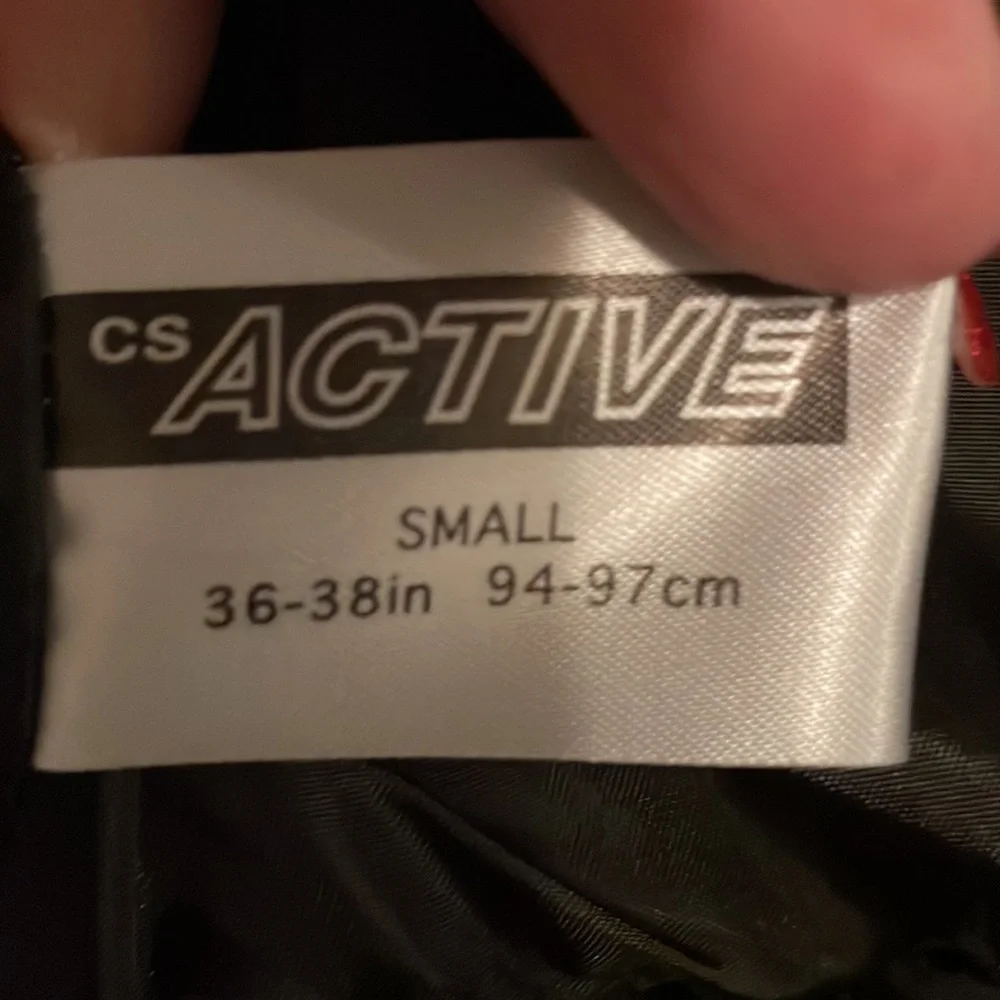 CS ACTIVE
SMALL
36-38in 94-97cm